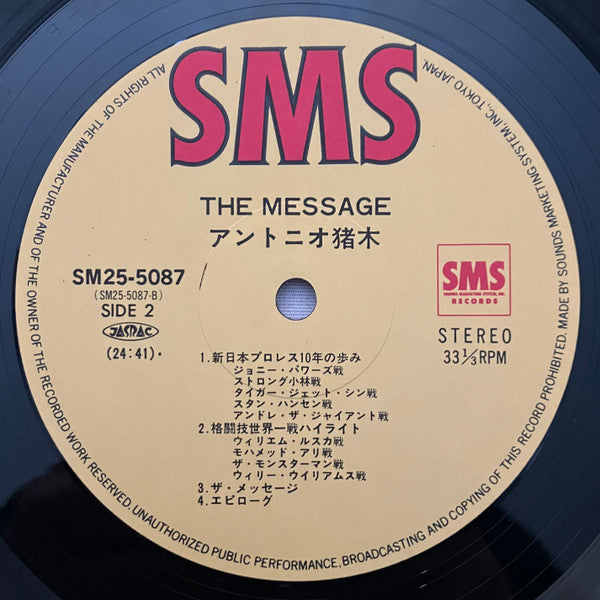 SMS
THE MESSAGE
アントニオ猪木
SM25-5087
(SM25-5087-B)
SIDE 2
JASRAC
(24:41)・
SMS
SOUNDS MARKETING SYSTEM, INC.
RECORDS
STEREO
33 1/3 RPM
1.新日本プロレス10年の歩み
ジョニー・パワーズ戦
ストロング小林戦
タイガー・ジェット・シン戦
スタン・ハンセン戦
アンドレ・ザ・ジャイアント戦
2.格闘技世界一戦ハイライト
ウィリエム・ルスカ戦
モハメッド・アリ戦
ザ・モンスターマン戦
ウィリー・ウイリアムス戦
3.ザ・メッセージ
4.エピローグ
ALL RIGHTS OF THE MANUFACTURER AND OF THE OWNER OF THE RECORDED WORK RESERVED. UNAUTHORIZED PUBLIC PERFORMANCE, BROADCASTING AND COPYING OF THIS RECORD PROHIBITED. MADE BY SOUNDS MARKETING SYSTEM, INC., TOKYO JAPAN.